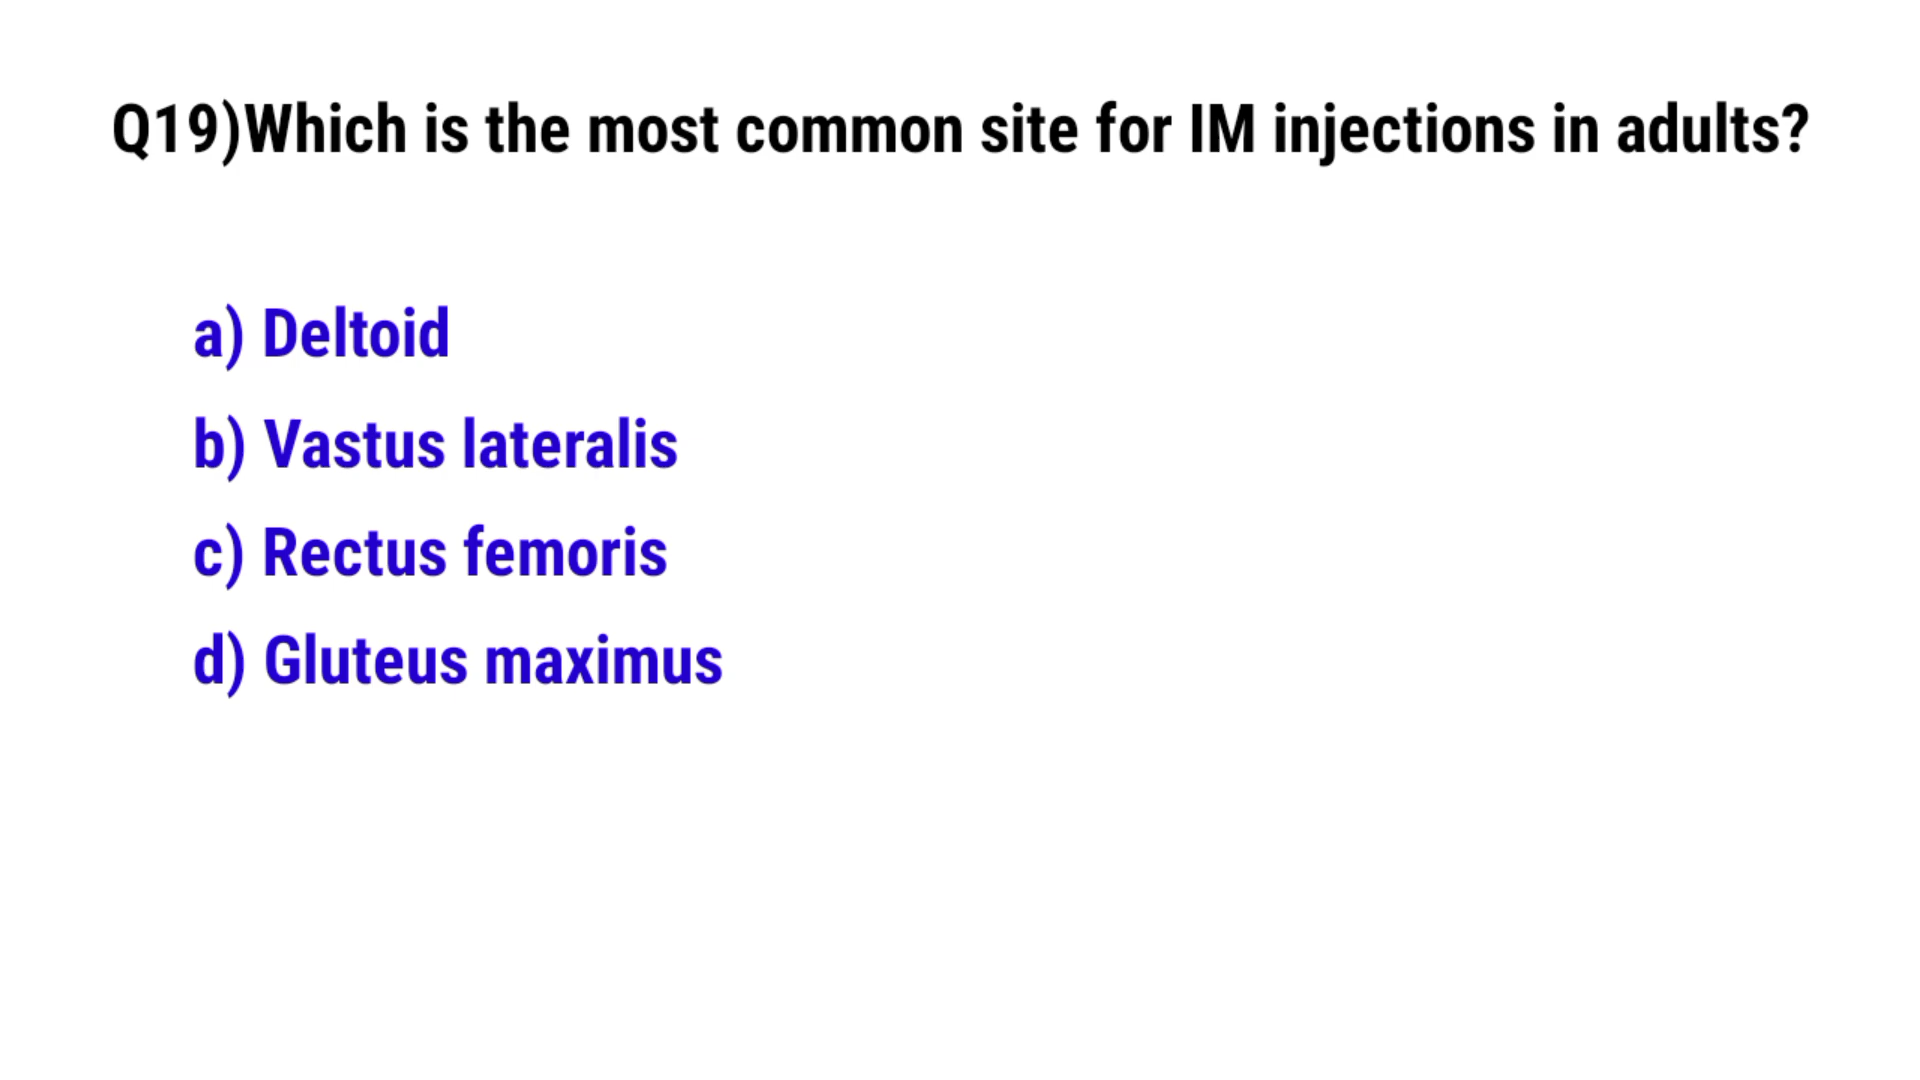 Q19)Which is the most common site for IM injections in adults?
a) Deltoid
b) Vastus lateralis
c) Rectus femoris
d) Gluteus maximus